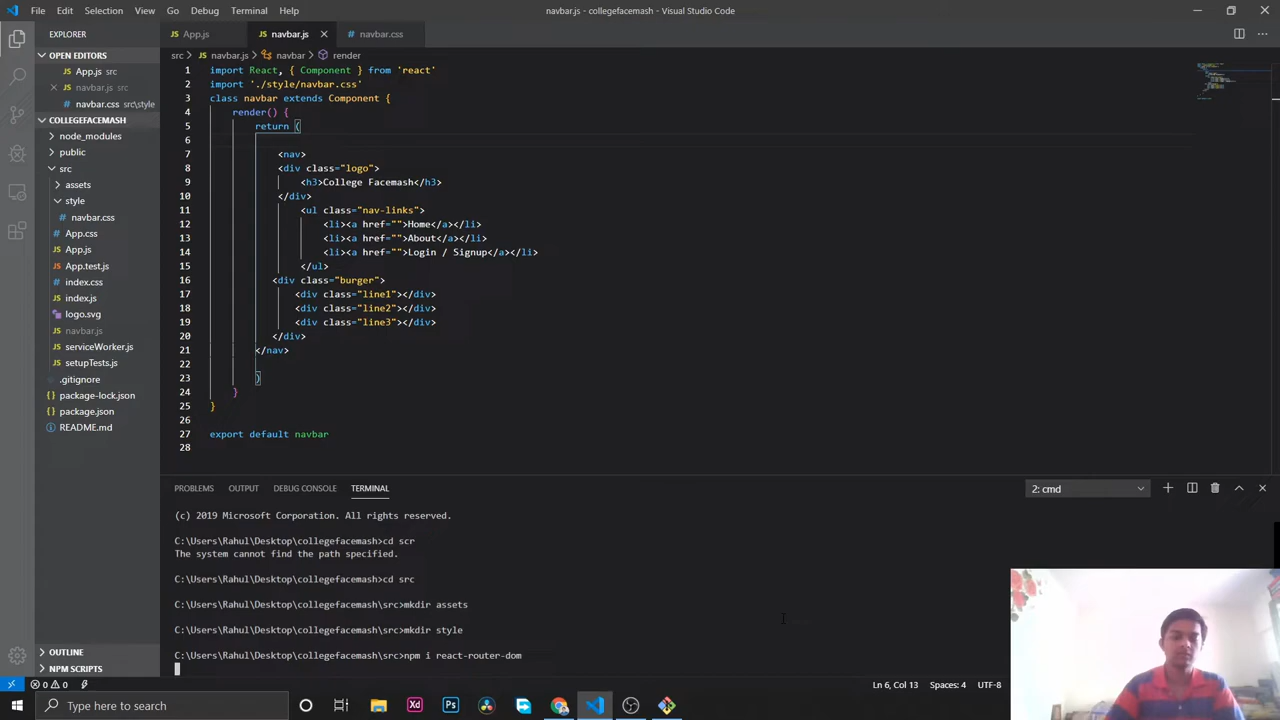 File Edit Selection View Go Debug Terminal Help
navbar.js - collegefacemash - Visual Studio Code
EXPLORER
App.js
navbar.js
navbar.css
OPEN EDITORS
App.js src
navbar.js src
navbar.css src\style
COLLEGEFACEMASH
node_modules
public
src
assets
style
navbar.css
App.css
App.js
App.test.js
index.css
index.js
logo.svg
navbar.js
serviceWorker.js
setupTests.js
.gitignore
package-lock.json
package.json
README.md
OUTLINE
NPM SCRIPTS
src > navbar.js > navbar > render
1 import React, { Component } from 'react'
2 import './style/navbar.css'
3 class navbar extends Component {
4 render() {
5 return (
6
7 <nav>
8 <div class="logo">
9 <h3>College Facemash</h3>
10 </div>
11 <ul class="nav-links">
12 <li><a href="">Home</a></li>
13 <li><a href="">About</a></li>
14 <li><a href="">Login / Signup</a></li>
15 </ul>
16 <div class="burger">
17 <div class="line1"></div>
18 <div class="line2"></div>
19 <div class="line3"></div>
20 </div>
21 </nav>
22
23 )
24 }
25 }
26
27 export default navbar
28
PROBLEMS OUTPUT DEBUG CONSOLE TERMINAL
2: cmd
(c) 2019 Microsoft Corporation. All rights reserved.
C:\Users\Rahul\Desktop\collegefacemash>cd scr
The system cannot find the path specified.
C:\Users\Rahul\Desktop\collegefacemash>cd src
C:\Users\Rahul\Desktop\collegefacemash\src>mkdir assets
C:\Users\Rahul\Desktop\collegefacemash\src>mkdir style
C:\Users\Rahul\Desktop\collegefacemash\src>npm i react-router-dom
0 0
Ln 6, Col 13 Spaces: 4 UTF-8
Type here to search
Xd
Ps